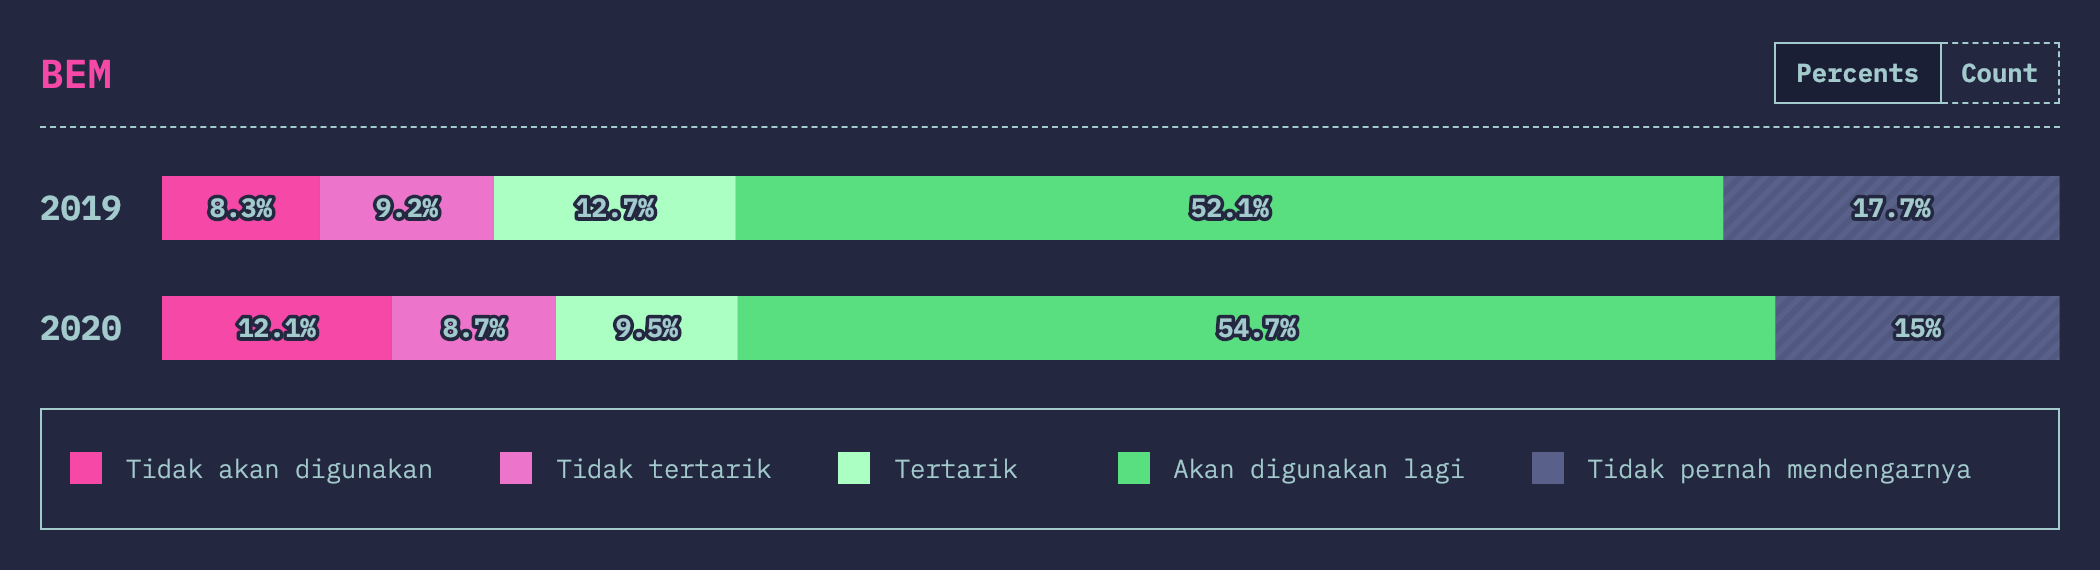 BEM
Percents Count
2019 8.3% 9.2% 12.7% 52.1% 17.7%
2020 12.1% 8.7% 9.5% 54.7% 15%
Tidak akan digunakan Tidak tertarik Tertarik Akan digunakan lagi Tidak pernah mendengarnya